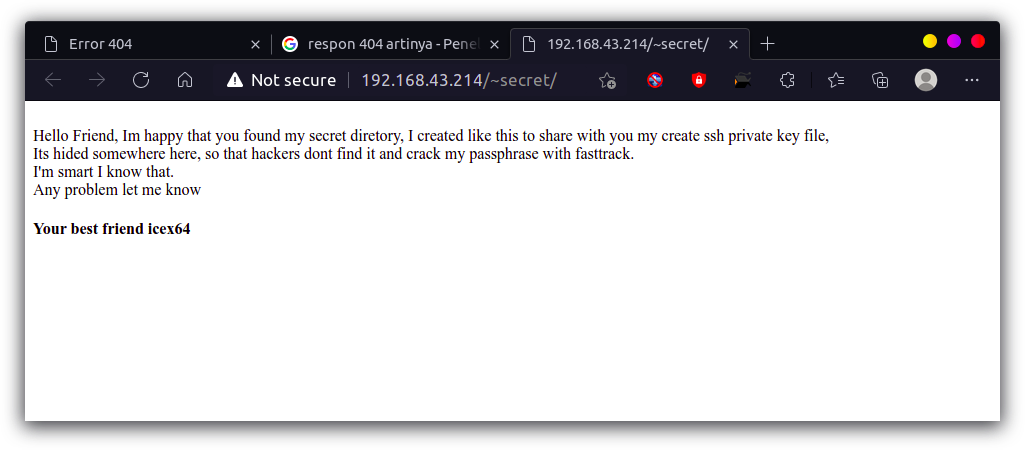 Error 404
respon 404 artinya - Penel
192.168.43.214/~secret/
Not secure
192.168.43.214/~secret/
Hello Friend, Im happy that you found my secret diretory, I created like this to share with you my create ssh private key file,
Its hided somewhere here, so that hackers dont find it and crack my passphrase with fasttrack.
I'm smart I know that.
Any problem let me know
Your best friend icex64